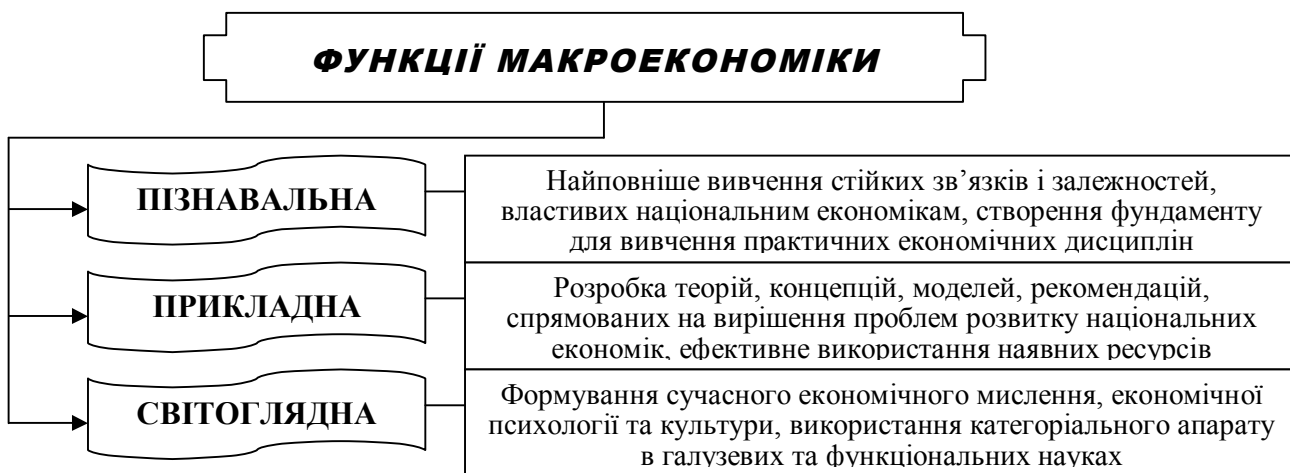 ФУНКЦІЇ МАКРОЕКОНОМІКИ
ПІЗНАВАЛЬНА
Найповніше вивчення стійких зв’язків і залежностей,
властивих національним економікам, створення фундаменту
для вивчення практичних економічних дисциплін
ПРИКЛАДНА
Розробка теорій, концепцій, моделей, рекомендацій,
спрямованих на вирішення проблем розвитку національних
економік, ефективне використання наявних ресурсів
СВІТОГЛЯДНА
Формування сучасного економічного мислення, економічної
психології та культури, використання категоріального апарату
в галузевих та функціональних науках